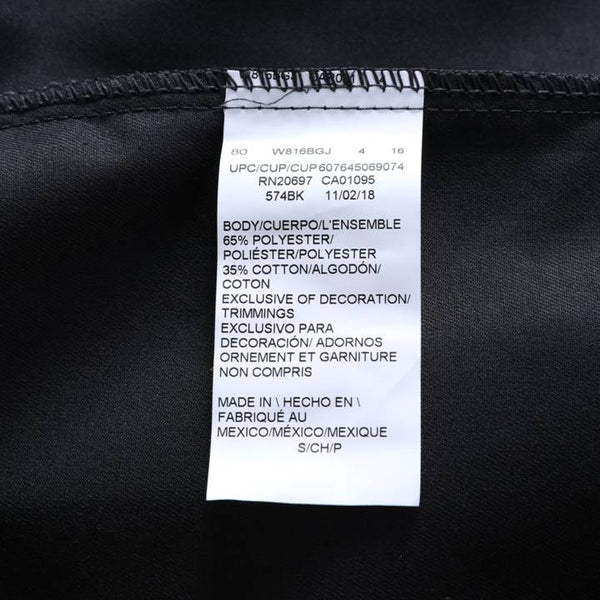 80 W816BGJ 4 16
UPC/CUP/CUP607645069074
RN20697 CA01095
574BK 11/02/18
BODY/CUERPO/L'ENSEMBLE
65% POLYESTER/
POLIÉSTER/POLYESTER
35% COTTON/ALGODÓN/
COTON
EXCLUSIVE OF DECORATION/
TRIMMINGS
EXCLUSIVO PARA
DECORACIÓN/ ADORNOS
ORNEMENT ET GARNITURE
NON COMPRIS
MADE IN \ HECHO EN \
FABRIQUÉ AU
MEXICO/MÉXICO/MEXIQUE
S/CH/P